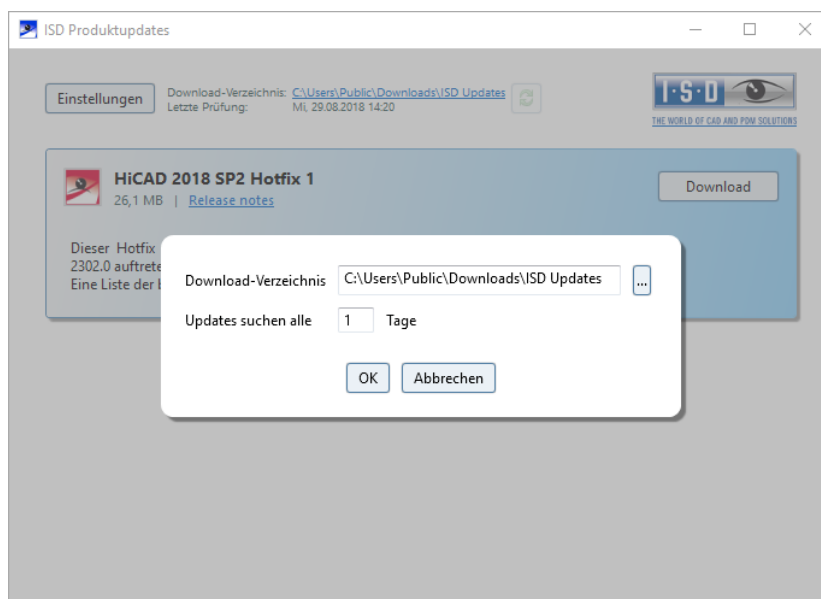 ISD Produktupdates
Einstellungen
Download-Verzeichnis: C:\Users\Public\Downloads\ISD Updates
Letzte Prüfung: Mi, 29.08.2018 14:20
I·S·D
THE WORLD OF CAD AND PDM SOLUTIONS
HiCAD 2018 SP2 Hotfix 1
26,1 MB | Release notes
Download
Dieser Hotfix
2302.0
Eine Liste der
Download-Verzeichnis C:\Users\Public\Downloads\ISD Updates ...
Updates suchen alle 1 Tage
OK Abbrechen